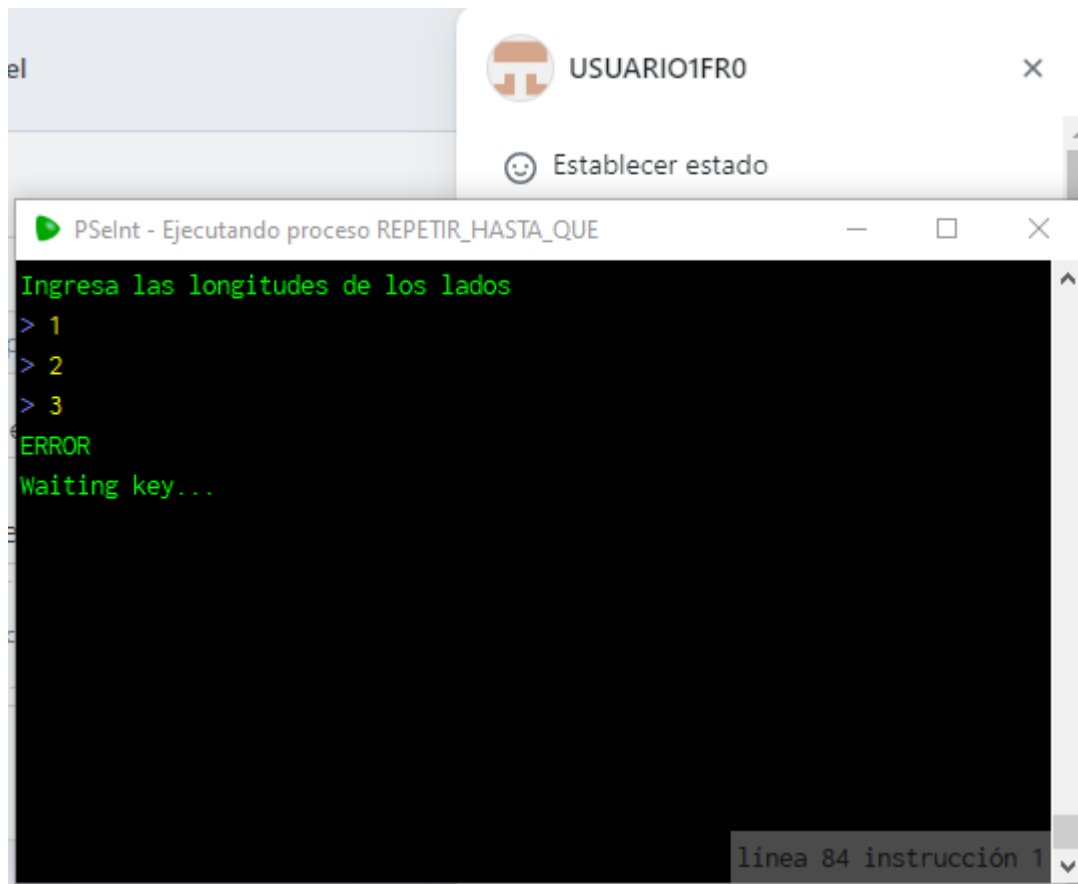 el
USUARIO1FR0
Establecer estado
PSeInt - Ejecutando proceso REPETIR_HASTA_QUE
Ingresa las longitudes de los lados
> 1
> 2
> 3
ERROR
Waiting key...
línea 84 instrucción 1